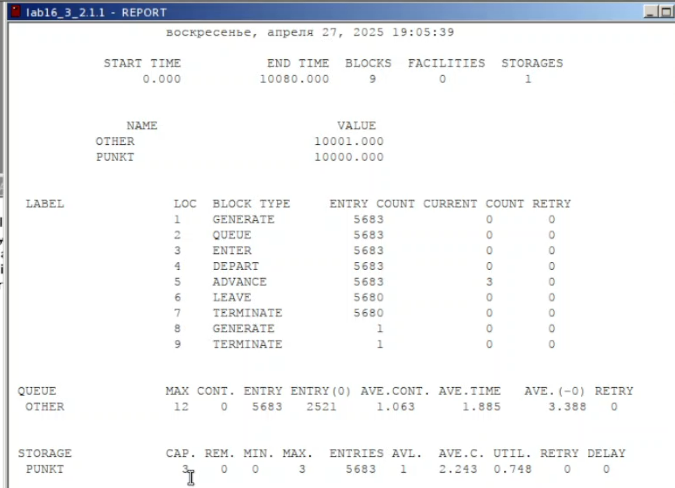 lab16_3_2.1.1 - REPORT
воскресенье, апреля 27, 2025 19:05:39
START TIME END TIME BLOCKS FACILITIES STORAGES
0.000 10080.000 9 0 1
NAME VALUE
OTHER 10001.000
PUNKT 10000.000
LABEL LOC BLOCK TYPE ENTRY COUNT CURRENT COUNT RETRY
1 GENERATE 5683 0 0
2 QUEUE 5683 0 0
3 ENTER 5683 0 0
4 DEPART 5683 0 0
5 ADVANCE 5683 3 0
6 LEAVE 5680 0 0
7 TERMINATE 5680 0 0
8 GENERATE 1 0 0
9 TERMINATE 1 0 0
QUEUE MAX CONT. ENTRY ENTRY(0) AVE.CONT. AVE.TIME AVE.(-0) RETRY
OTHER 12 0 5683 2521 1.063 1.885 3.388 0
STORAGE CAP. REM. MIN. MAX. ENTRIES AVL. AVE.C. UTIL. RETRY DELAY
PUNKT 3 0 0 3 5683 1 2.243 0.748 0 0